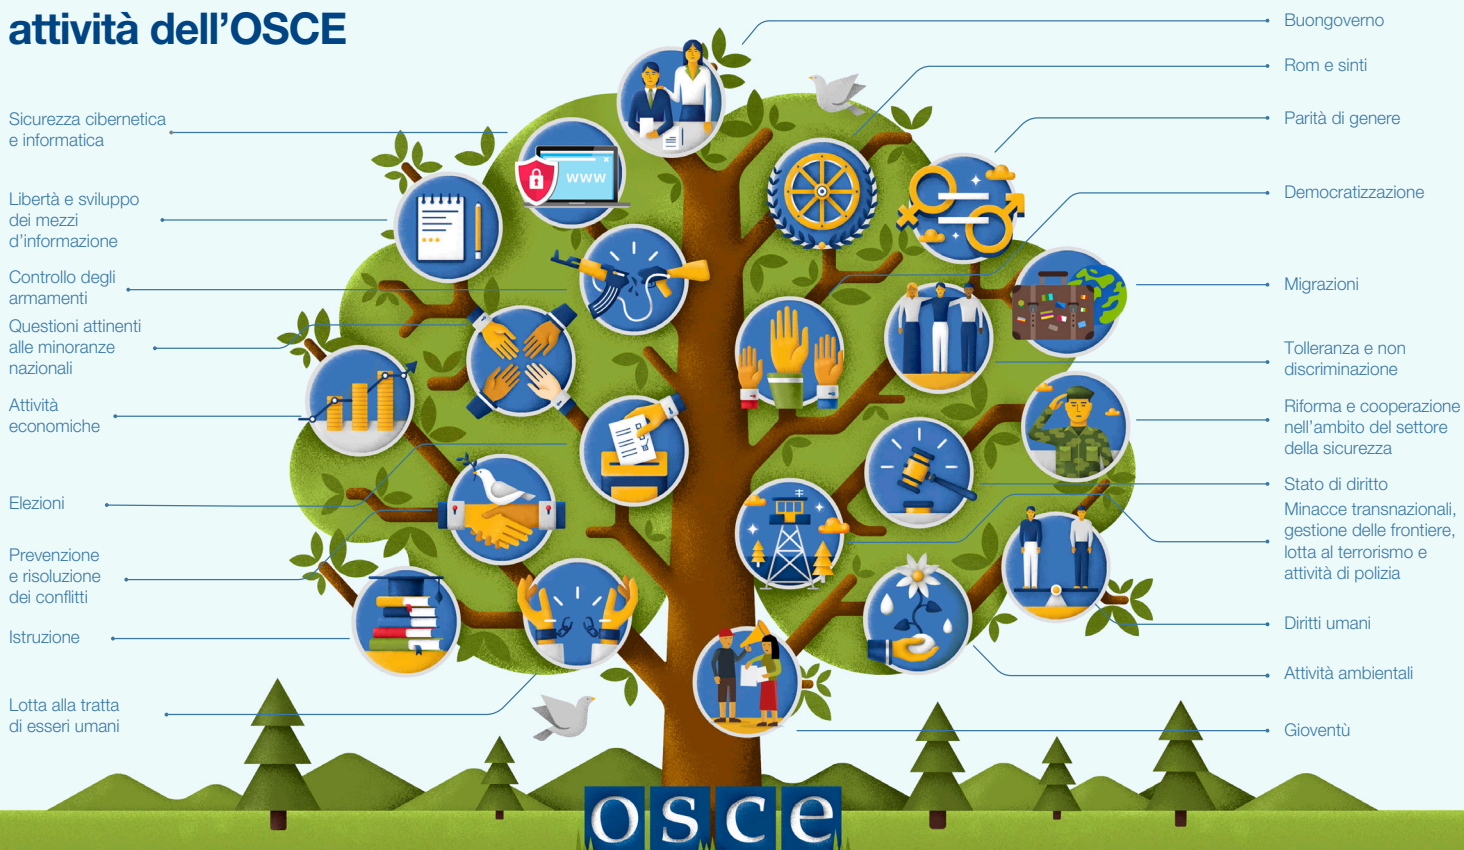 attività dell'OSCE
Sicurezza cibernetica
e informatica
Libertà e sviluppo
dei mezzi
d'informazione
Controllo degli
armamenti
Questioni attinenti
alle minoranze
nazionali
Attività
economiche
Elezioni
Prevenzione
e risoluzione
dei conflitti
Istruzione
Lotta alla tratta
di esseri umani
www
Buongoverno
Rom e sinti
Parità di genere
Democratizzazione
Migrazioni
Tolleranza e non
discriminazione
Riforma e cooperazione
nell'ambito del settore
della sicurezza
Stato di diritto
Minacce transnazionali,
gestione delle frontiere,
lotta al terrorismo e
attività di polizia
Diritti umani
Attività ambientali
Gioventù
osce